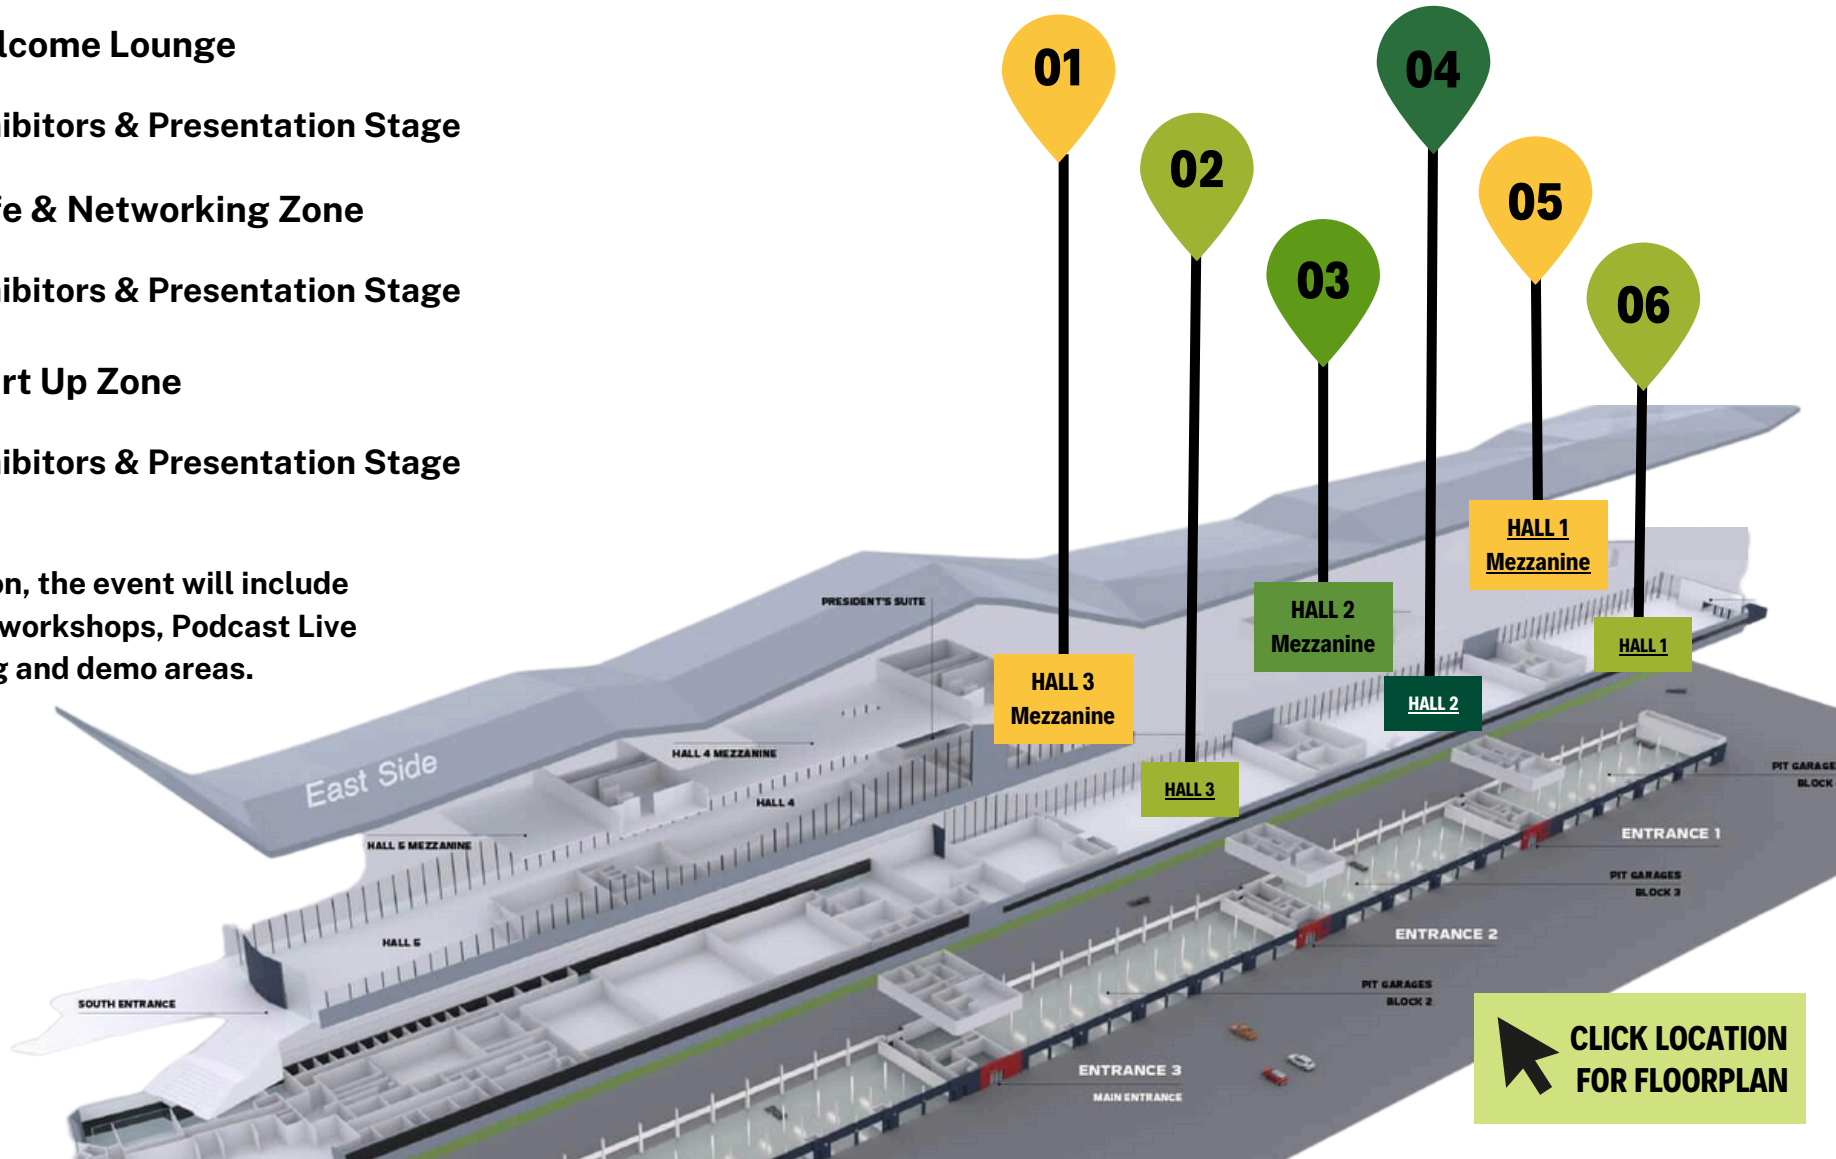 lcome Lounge
ibitors & Presentation Stage
fe & Networking Zone
ibitors & Presentation Stage
rt Up Zone
ibitors & Presentation Stage
on, the event will include
workshops, Podcast Live
g and demo areas.
01
02
03
04
05
06
HALL 1
Mezzanine
HALL 2
Mezzanine
HALL 1
HALL 3
Mezzanine
HALL 2
HALL 3
PRESIDENT'S SUITE
East Side
HALL 4 MEZZANINE
HALL 4
HALL 5 MEZZANINE
HALL 5
SOUTH ENTRANCE
PIT GARAGE
BLOCK
ENTRANCE 1
PIT GARAGES
BLOCK 3
ENTRANCE 2
PIT GARAGES
BLOCK 2
ENTRANCE 3
MAIN ENTRANCE
CLICK LOCATION
FOR FLOORPLAN